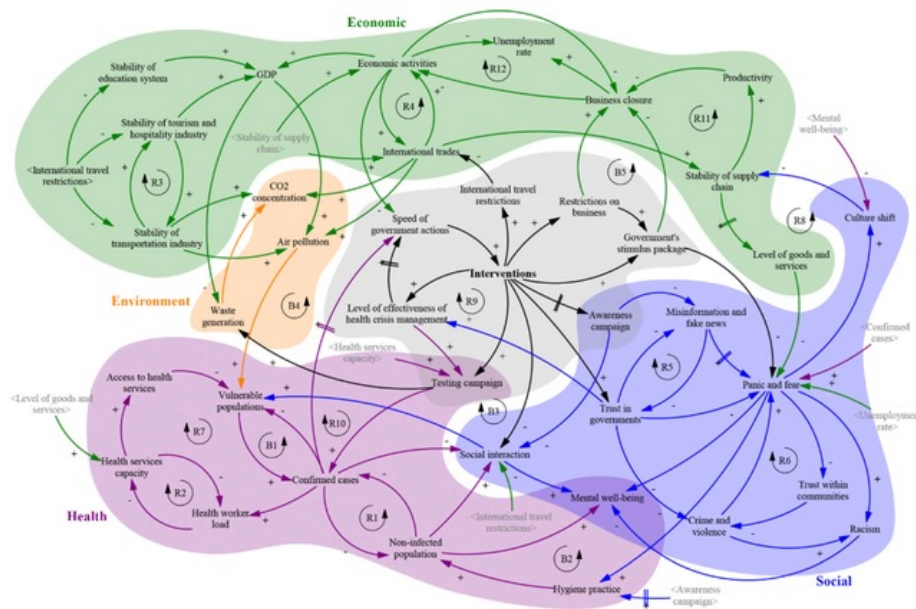 Economic
Stability of
education system
GDP
Economic activities
Unemployment
rate
R12
Business closure
Productivity
R11
R4
Stability of tourism and
hospitality industry
<Stability of supply
chain>
International trades
<Mental
well-being>
<International travel
restrictions>
R3
CO2
concentration
International travel
restrictions
B5
Stability of supply
chain
R8
Culture shift
Speed of
government actions
Restrictions on
business
Stability of
transportation industry
Air pollution
Government's
stimulus package
Level of goods and
services
Interventions
Environment
Waste
generation
B4
Level of effectiveness of
health crisis management
R9
Awareness
campaign
Misinformation and
fake news
<Confirmed
cases>
<Health services
capacity>
R5
Access to health
services
Vulnerable
populations
Testing campaign
Panic and fear
<Level of goods and
services>
B3
Trust in
governments
<Unemployment
rate>
R7
B1
R10
Social interaction
R6
Health services
capacity
R2
Confirmed cases
Trust within
communities
Health
Health worker
load
Mental well-being
R1
<International travel
restrictions>
Crime and
violence
Racism
Non-infected
population
B2
Social
Hygiene practice
<Awareness
campaign>